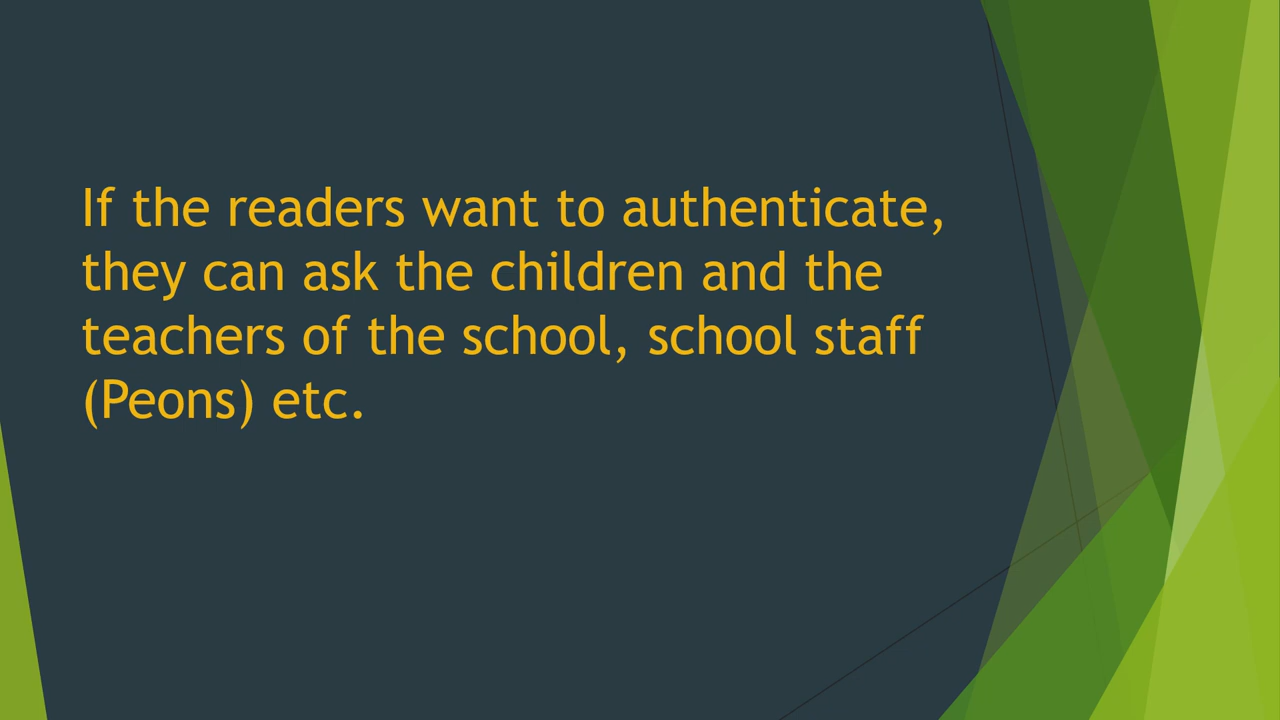 If the readers want to authenticate,
they can ask the children and the
teachers of the school, school staff
(Peons) etc.